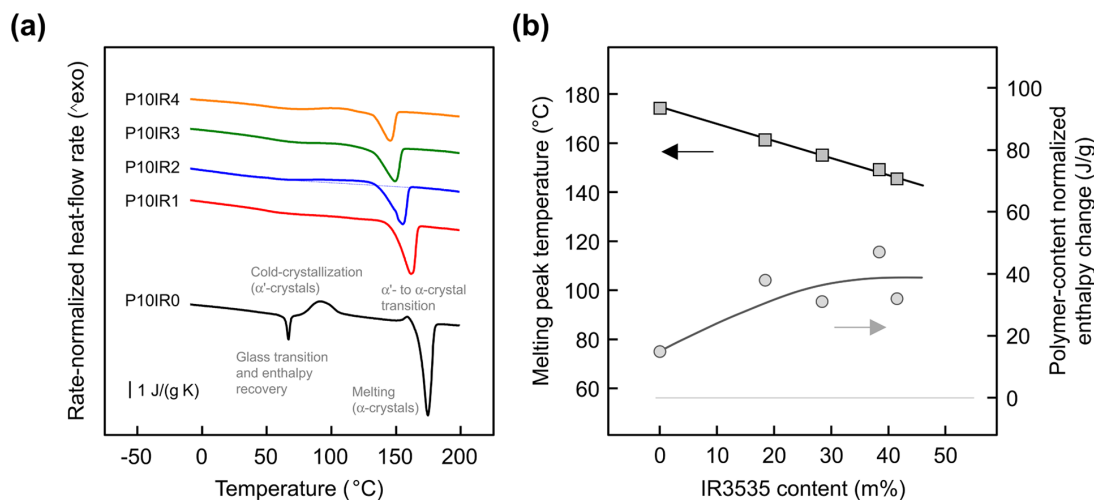 (a)
Rate-normalized heat-flow rate (^exo)
P10IR4
P10IR3
P10IR2
P10IR1
P10IR0
Cold-crystallization
(α'-crystals)
α'- to α-crystal
transition
Glass transition
and enthalpy
recovery
Melting
(α-crystals)
1 J/(g K)
-50 0 50 100 150 200
Temperature (°C)
(b)
Melting peak temperature (°C)
180
160
140
120
100
80
60
100
80
60
40
20
0
Polymer-content normalized
enthalpy change (J/g)
0 10 20 30 40 50
IR3535 content (m%)